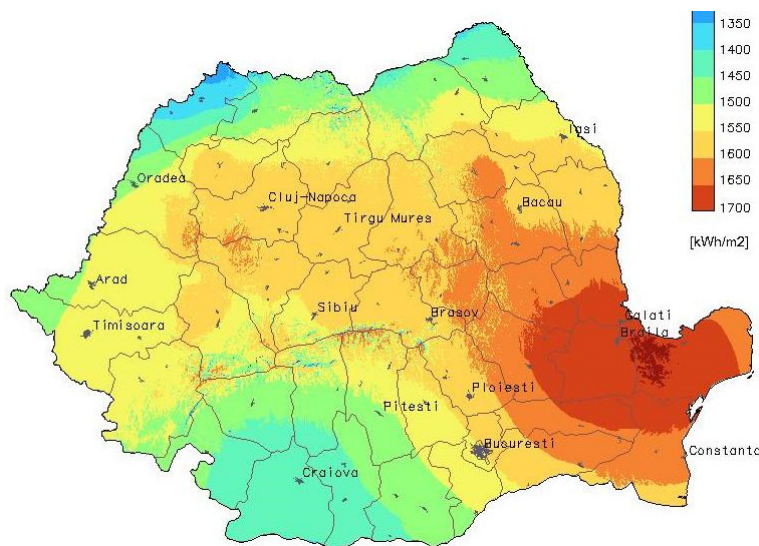 1350
1400
1450
1500
1550
1600
1650
1700
[kWh/m2]
Iasi
Oradea
Cluj-Napoca
Tirgu Mures
Bacau
Arad
Timisoara
Sibiu
Brasov
Galati
Braila
Ploiesti
Pitesti
Bucuresti
Constanta
Craiova